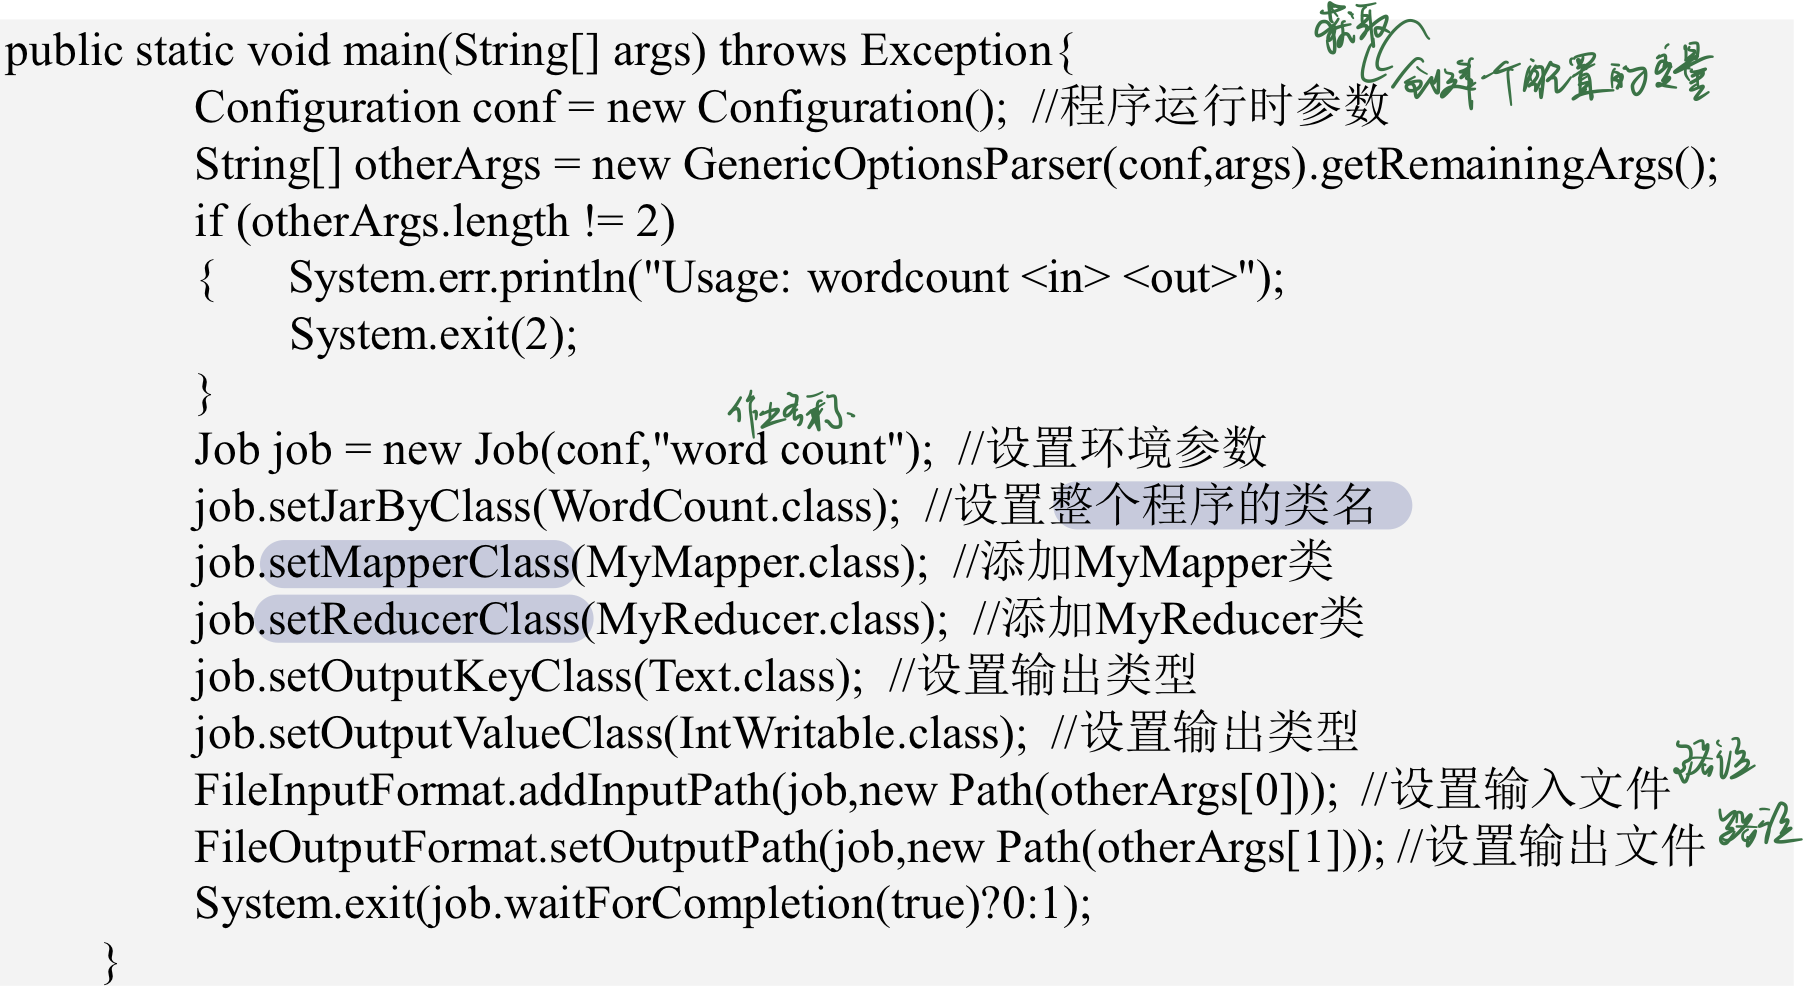 获取
public static void main(String[] args) throws Exception{
创建一个配置的变量
Configuration conf = new Configuration();  //程序运行时参数
String[] otherArgs = new GenericOptionsParser(conf,args).getRemainingArgs();
if (otherArgs.length != 2)
{ System.err.println("Usage: wordcount <in> <out>");
System.exit(2);
}
作业名称
Job job = new Job(conf,"word count");  //设置环境参数
job.setJarByClass(WordCount.class);  //设置整个程序的类名
job.setMapperClass(MyMapper.class);  //添加MyMapper类
job.setReducerClass(MyReducer.class);  //添加MyReducer类
job.setOutputKeyClass(Text.class);  //设置输出类型
job.setOutputValueClass(IntWritable.class);  //设置输出类型
FileInputFormat.addInputPath(job,new Path(otherArgs[0]));  //设置输入文件路径
FileOutputFormat.setOutputPath(job,new Path(otherArgs[1])); //设置输出文件路径
System.exit(job.waitForCompletion(true)?0:1);
}